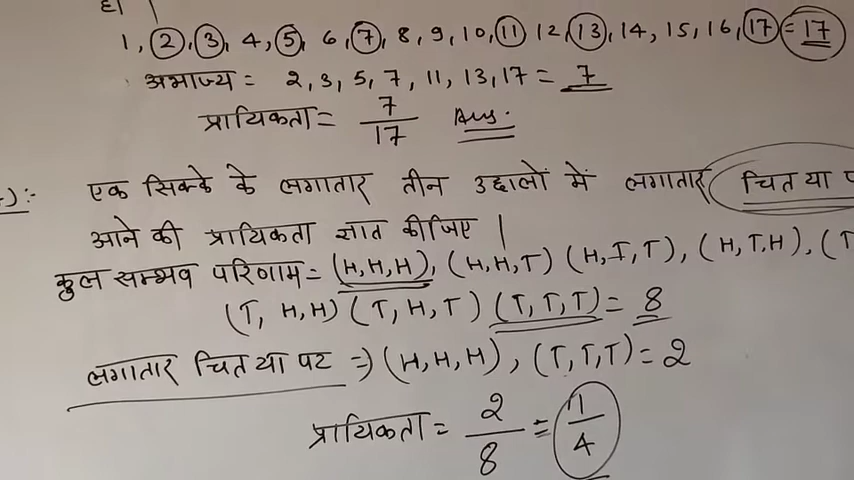 है।
1, 2, 3, 4, 5, 6, 7, 8, 9, 10, 11 12, 13, 14, 15, 16, 17 = 17
अभाज्य = 2, 3, 5, 7, 11, 13, 17 = 7
प्रायिकता = 7/17 Ans.
एक सिक्के के लगातार तीन उछालों में लगातार चित या
आने की प्रायिकता ज्ञात कीजिए |
कुल सम्भव परिणाम = (H, H, H), (H, H, T) (H, T, T), (H, T, H), (T
(T, H, H) (T, H, T) (T, T, T) = 8
लगातार चित या पट => (H, H, H), (T, T, T) = 2
प्रायिकता = 2/8 = 1/4